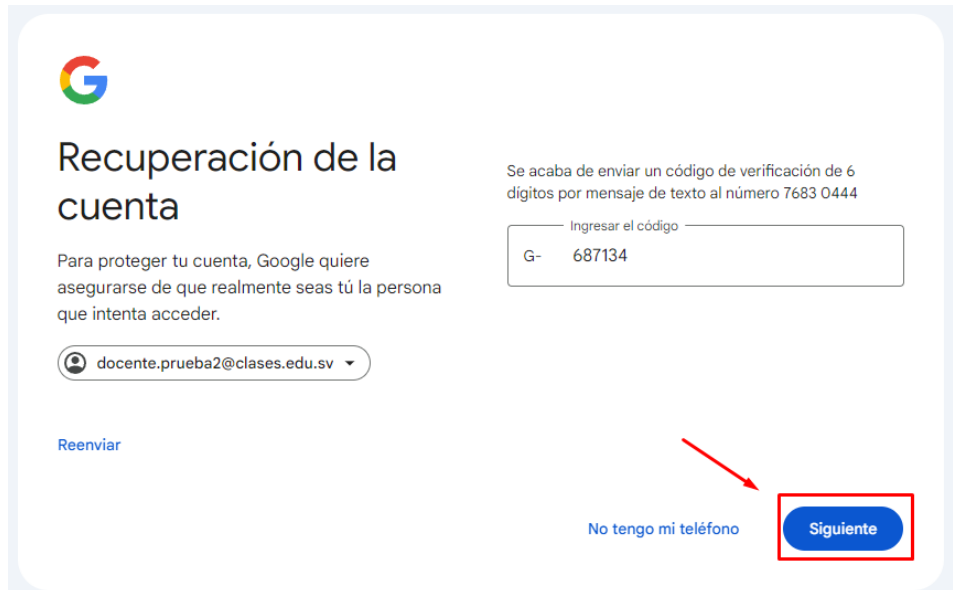 Recuperación de la
cuenta
Para proteger tu cuenta, Google quiere
asegurarse de que realmente seas tú la persona
que intenta acceder.
docente.prueba2@clases.edu.sv
Reenviar
Se acaba de enviar un código de verificación de 6
dígitos por mensaje de texto al número 7683 0444
Ingresar el código
G- 687134
No tengo mi teléfono
Siguiente